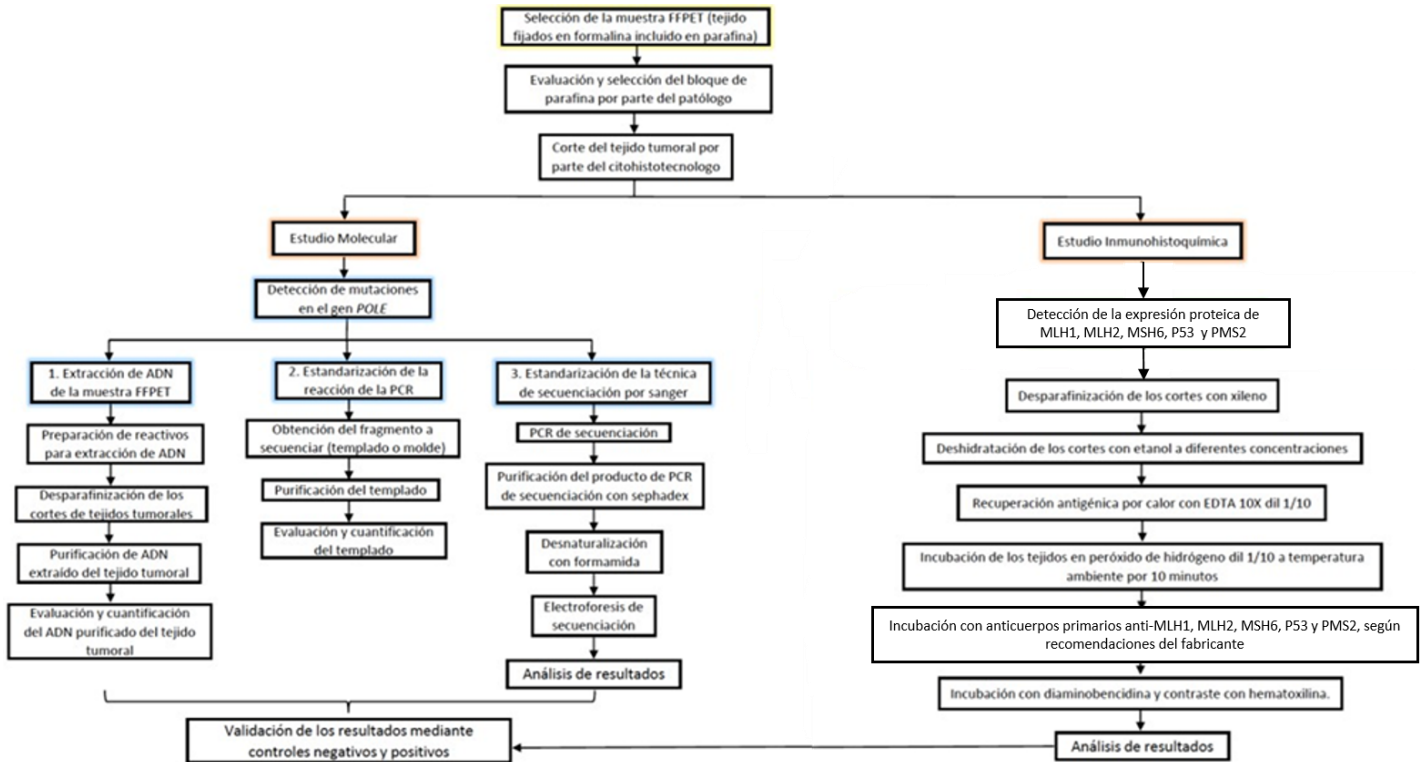 Selección de la muestra FFPET (tejido
fijados en formalina incluido en parafina)
Evaluación y selección del bloque de
parafina por parte del patólogo
Corte del tejido tumoral por
parte del citohistotecnologo
Estudio Molecular
Detección de mutaciones
en el gen POLE
1. Extracción de ADN
de la muestra FFPET
Preparación de reactivos
para extracción de ADN
Desparafinización de los
cortes de tejidos tumorales
Purificación de ADN
extraído del tejido tumoral
Evaluación y cuantificación
del ADN purificado del tejido
tumoral
2. Estandarización de la
reacción de la PCR
Obtención del fragmento a
secuenciar (templado o molde)
Purificación del templado
Evaluación y cuantificación
del templado
3. Estandarización de la técnica
de secuenciación por sanger
PCR de secuenciación
Purificación del producto de PCR
de secuenciación con sephadex
Desnaturalización
con formamida
Electroforesis de
secuenciación
Análisis de resultados
Validación de los resultados mediante
controles negativos y positivos
Estudio Inmunohistoquímica
Detección de la expresión proteica de
MLH1, MLH2, MSH6, P53 y PMS2
Desparafinización de los cortes con xileno
Deshidratación de los cortes con etanol a diferentes concentraciones
Recuperación antigénica por calor con EDTA 10X dil 1/10
Incubación de los tejidos en peróxido de hidrógeno dil 1/10 a temperatura
ambiente por 10 minutos
Incubación con anticuerpos primarios anti-MLH1, MLH2, MSH6, P53 y PMS2, según
recomendaciones del fabricante
Incubación con diaminobencidina y contraste con hematoxilina.
Análisis de resultados